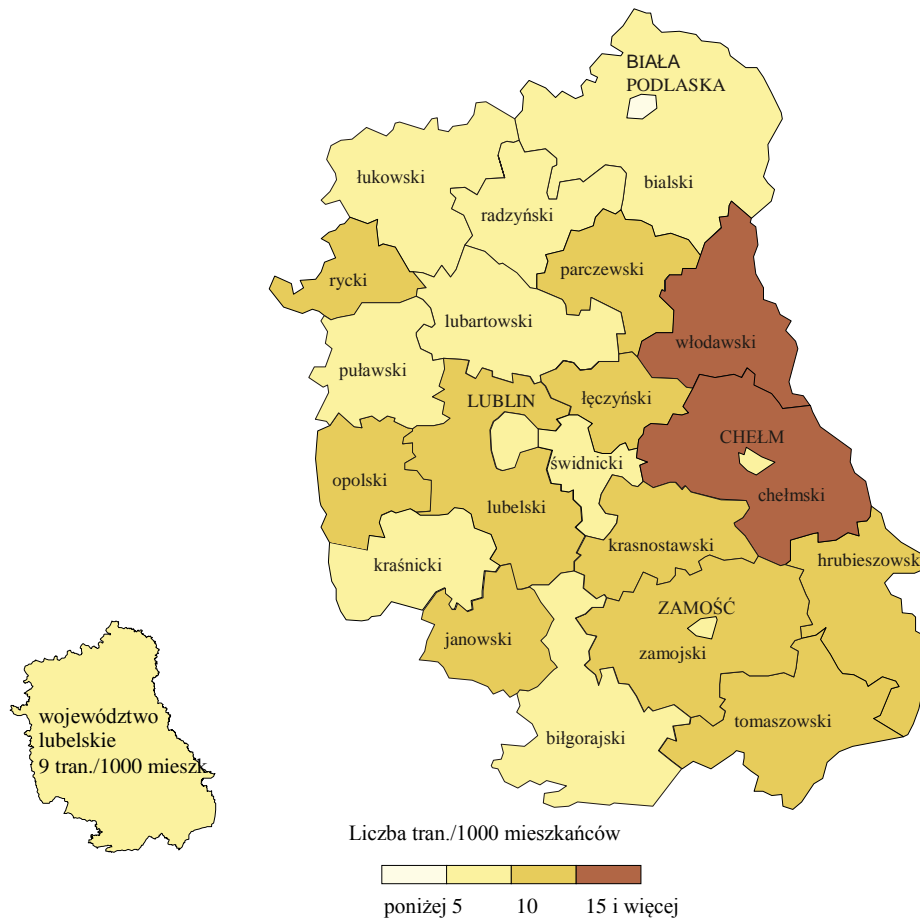 BIAŁA
PODLASKA
łukowski
bialski
radzyński
rycki
parczewski
lubartowski
włodawski
puławski
LUBLIN
łęczyński
CHEŁM
świdnicki
opolski
chełmski
lubelski
krasnostawski
hrubieszowsk
kraśnicki
ZAMOŚĆ
janowski
zamojski
województwo
lubelskie
9 tran./1000 mieszk.
tomaszowski
biłgorajski
Liczba tran./1000 mieszkańców
poniżej 5 10 15 i więcej